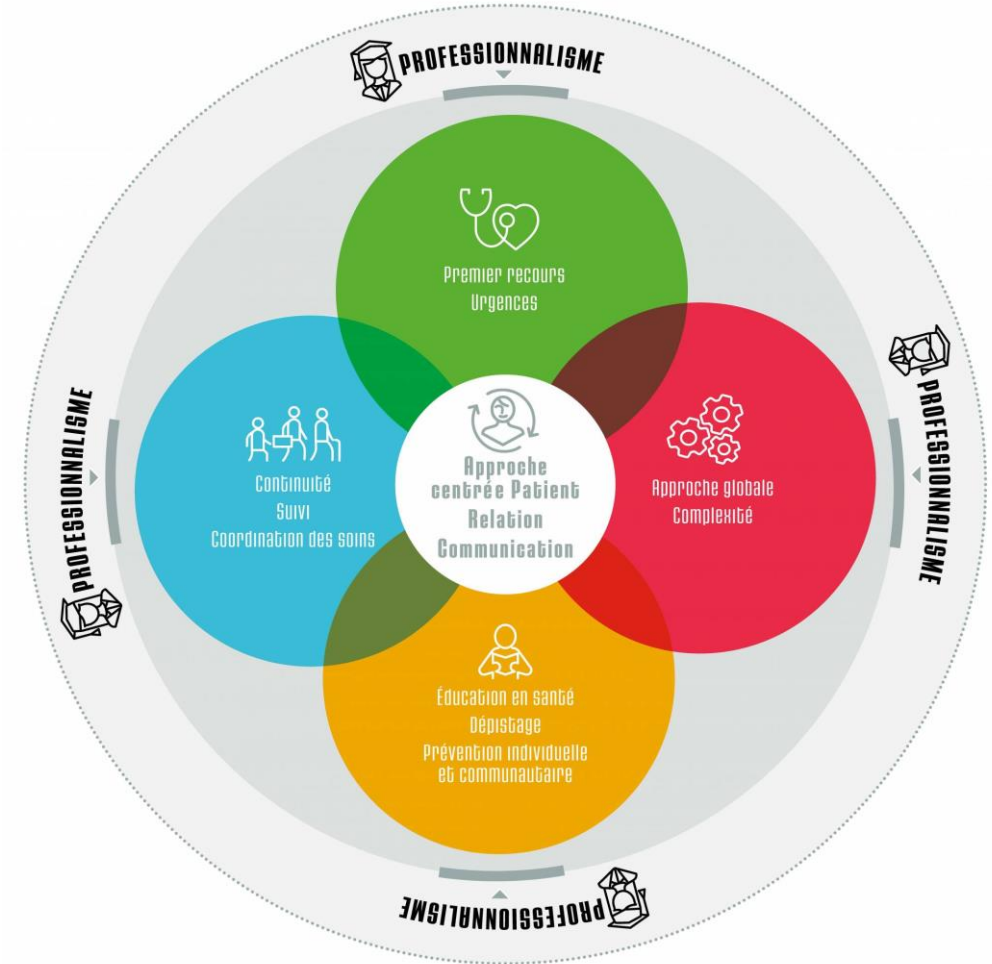 PROFESSIONNALISME
Premier recours
Urgences
PROFESSIONNALISME
Continuité
Suivi
Coordination des soins
Approche
centrée Patient
Relation
Communication
Approche globale
Complexité
PROFESSIONNALISME
Éducation en santé
Dépistage
Prévention individuelle
et communautaire
PROFESSIONNALISME